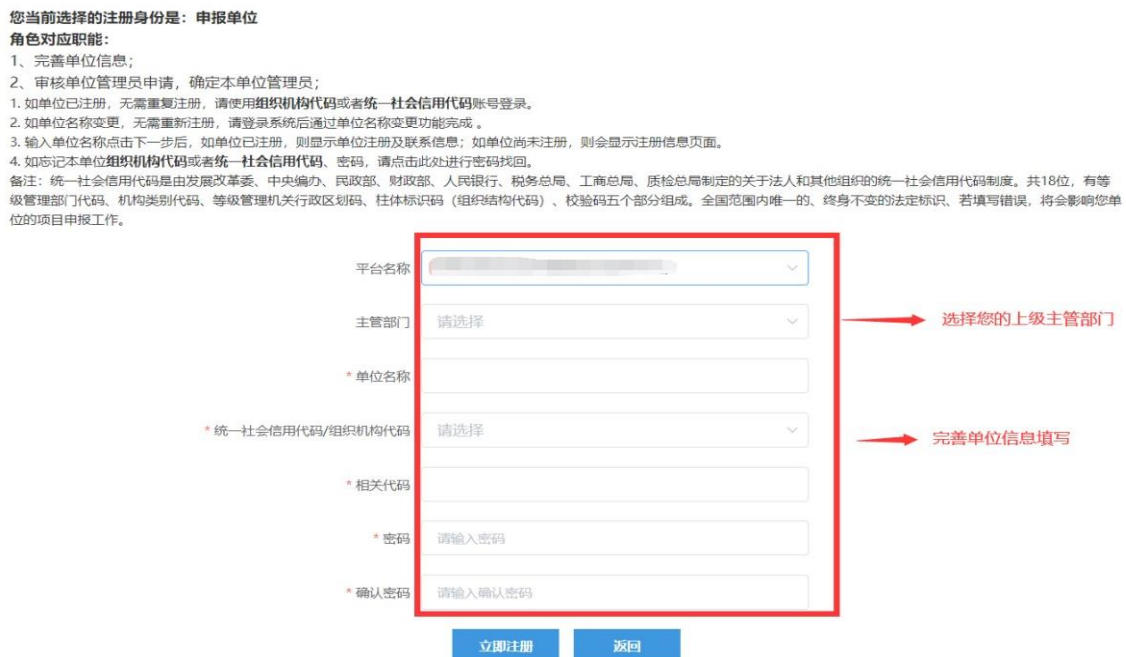 您当前选择的注册身份是：申报单位
角色对应职能：
1、完善单位信息；
2、审核单位管理员申请，确定本单位管理员；
1. 如单位已注册，无需重复注册，请使用组织机构代码或者统一社会信用代码账号登录。
2. 如单位名称变更，无需重新注册，请登录系统后通过单位名称变更功能完成 。
3. 输入单位名称点击下一步后，如单位已注册，则显示单位注册及联系信息；如单位尚未注册，则会显示注册信息页面。
4. 如忘记本单位组织机构代码或者统一社会信用代码、密码，请点击此处进行密码找回。
备注：统一社会信用代码是由发展改革委、中央编办、民政部、财政部、人民银行、税务总局、工商总局、质检总局制定的关于法人和其他组织的统一社会信用代码制度。共18位，有等
级管理部门代码、机构类别代码、等级管理机关行政区划码、柱体标识码（组织结构代码）、校验码五个部分组成。全国范围内唯一的、终身不变的法定标识、若填写错误，将会影响您单
位的项目申报工作。
平台名称
主管部门 请选择
选择您的上级主管部门
* 单位名称
* 统一社会信用代码/组织机构代码 请选择
完善单位信息填写
* 相关代码
* 密码 请输入密码
* 确认密码 请输入确认密码
立即注册 返回